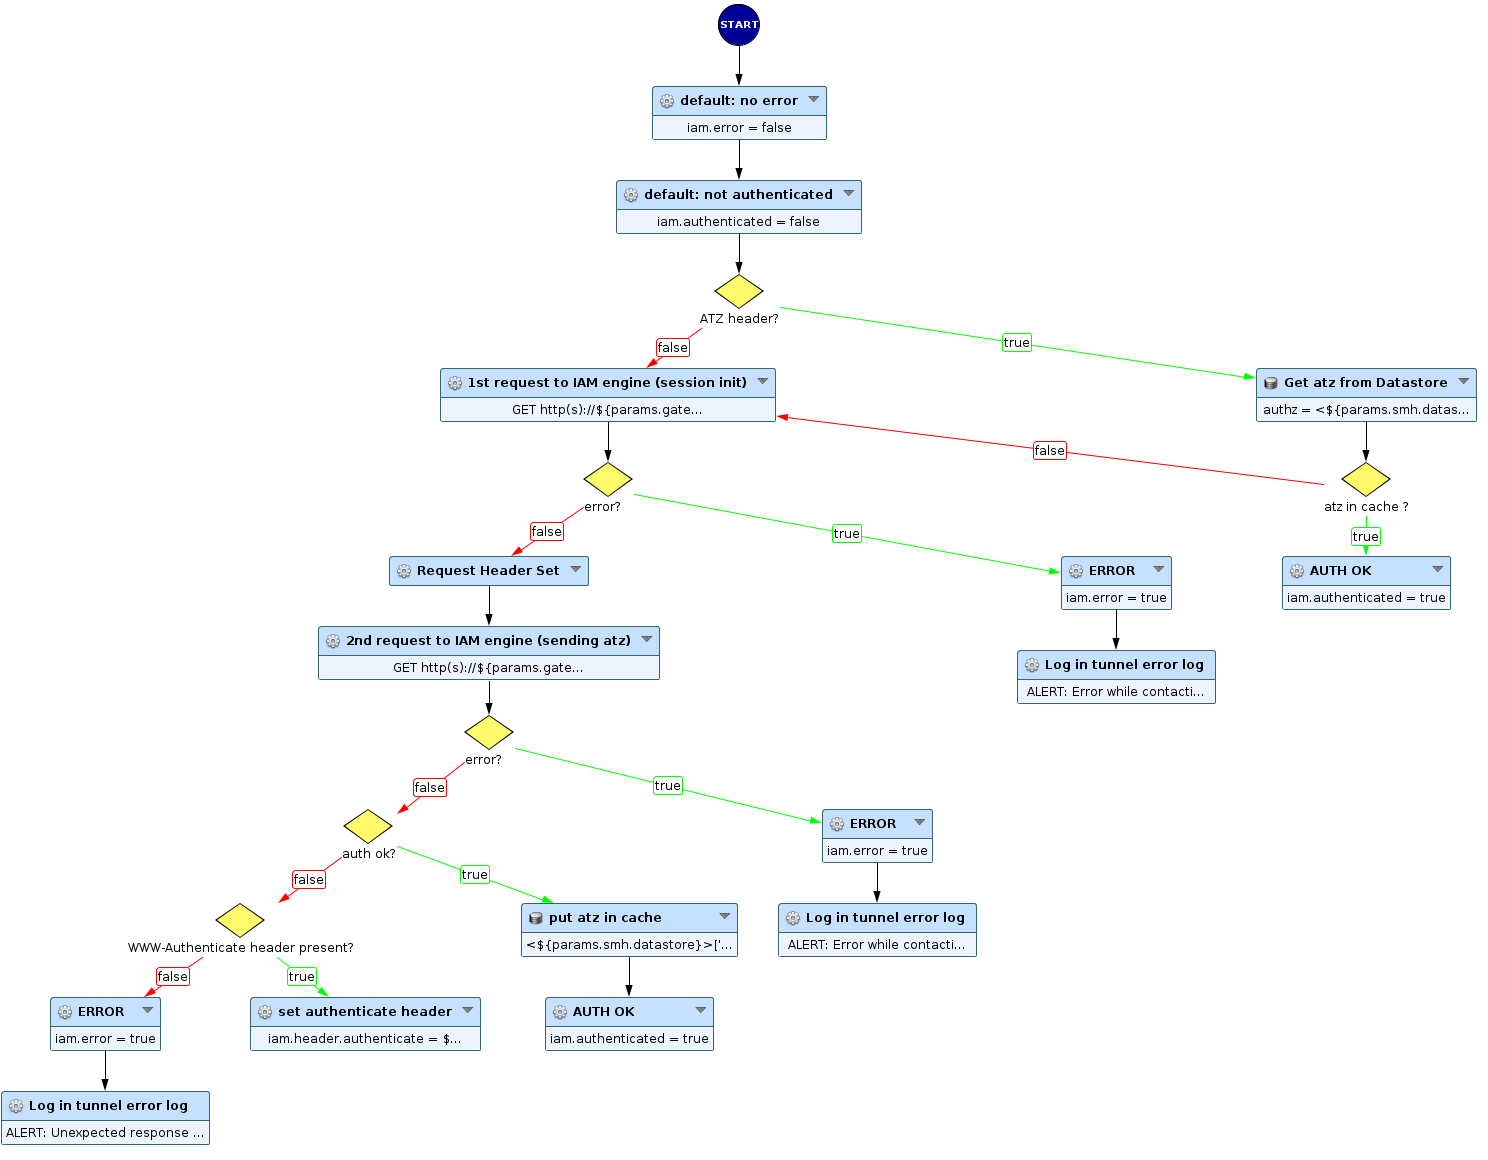 START
default: no error
iam.error = false
default: not authenticated
iam.authenticated = false
ATZ header?
false
true
1st request to IAM engine (session init)
GET http(s)://${params.gate...
Get atz from Datastore
authz = <${params.smh.datas...
false
error?
atz in cache ?
false
true
true
Request Header Set
ERROR
iam.error = true
AUTH OK
iam.authenticated = true
2nd request to IAM engine (sending atz)
GET http(s)://${params.gate...
Log in tunnel error log
ALERT: Error while contacti...
error?
false
true
ERROR
iam.error = true
auth ok?
false
true
put atz in cache
<${params.smh.datastore}>['...
Log in tunnel error log
ALERT: Error while contacti...
WWW-Authenticate header present?
false
true
ERROR
iam.error = true
set authenticate header
iam.header.authenticate = $...
AUTH OK
iam.authenticated = true
Log in tunnel error log
ALERT: Unexpected response ...